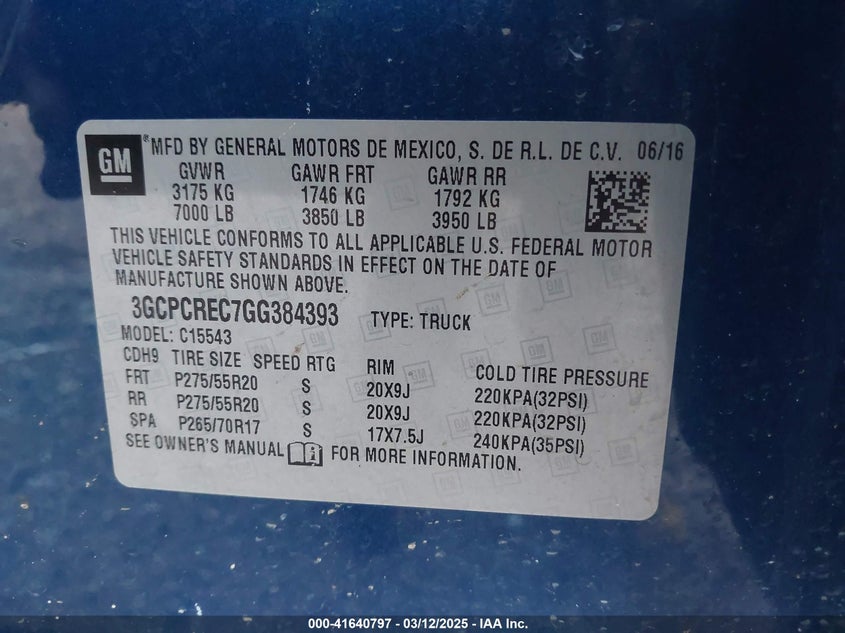 GM ® MFD BY GENERAL MOTORS DE MEXICO, S. DE R.L. DE C.V. 06/16
GVWR GAWR FRT GAWR RR
3175 KG 1746 KG 1792 KG
7000 LB 3850 LB 3950 LB
THIS VEHICLE CONFORMS TO ALL APPLICABLE U.S. FEDERAL MOTOR
VEHICLE SAFETY STANDARDS IN EFFECT ON THE DATE OF
MANUFACTURE SHOWN ABOVE.
3GCPCREC7GG384393 TYPE: TRUCK
MODEL: C15543
CDH9 TIRE SIZE SPEED RTG RIM COLD TIRE PRESSURE
FRT P275/55R20 S 20X9J 220KPA(32PSI)
RR P275/55R20 S 20X9J 220KPA(32PSI)
SPA P265/70R17 S 17X7.5J 240KPA(35PSI)
SEE OWNER'S MANUAL FOR MORE INFORMATION.
000-41640797 - 03/12/2025 - IAA Inc.